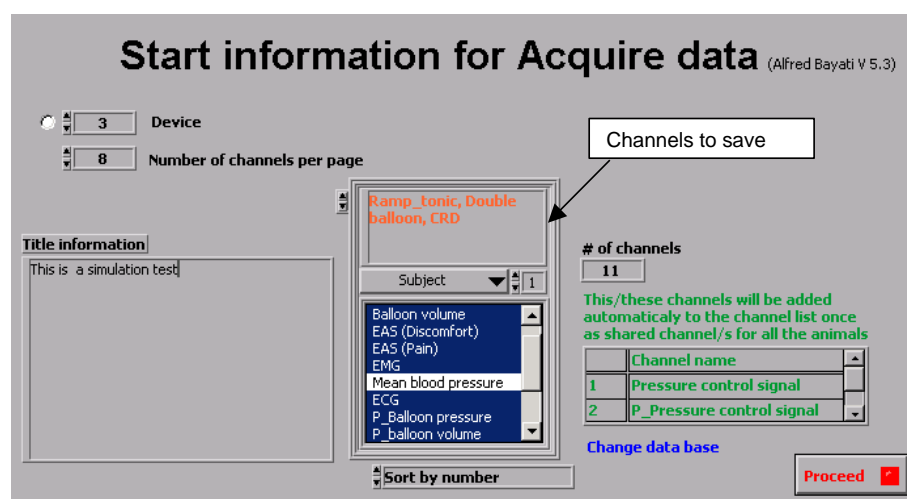 Start information for Acquire data (Alfred Bayati V 5.3)
3 Device
8 Number of channels per page
Channels to save
Ramp_tonic, Double
balloon, CRD
Title information
This is  a simulation test
Subject 1
Balloon volume
EAS (Discomfort)
EAS (Pain)
EMG
Mean blood pressure
ECG
P_Balloon pressure
P_balloon volume
Sort by number
# of channels
11
This/these channels will be added
automaticaly to the channel list once
as shared channel/s for all the animals
Channel name
1 Pressure control signal
2 P_Pressure control signal
Change data base
Proceed